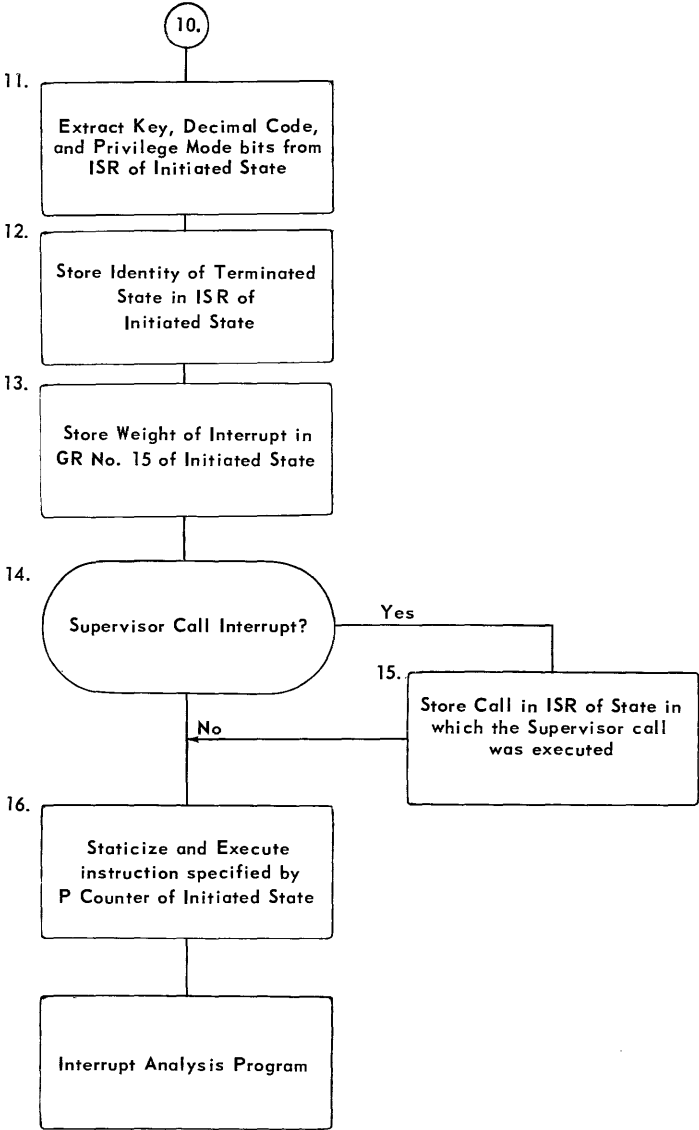 10.
11.
Extract Key, Decimal Code,
and Privilege Mode bits from
ISR of Initiated State
12.
Store Identity of Terminated
State in ISR of
Initiated State
13.
Store Weight of Interrupt in
GR No. 15 of Initiated State
14.
Supervisor Call Interrupt?
Yes
15.
Store Call in ISR of State in
which the Supervisor call
was executed
No
16.
Staticize and Execute
instruction specified by
P Counter of Initiated State
Interrupt Analysis Program